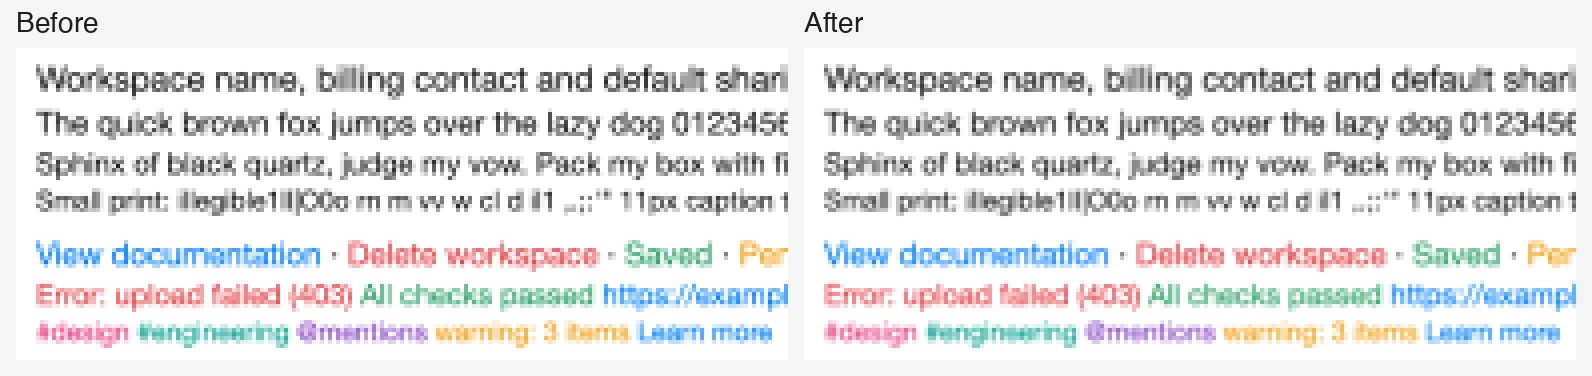 Before
Workspace name, billing contact and default shari
The quick brown fox jumps over the lazy dog 0123456
Sphinx of black quartz, judge my vow. Pack my box with fi
Small print: illegible1Il|O0o rn m vv w cl d il1 .,;:'" 11px caption t
View documentation · Delete workspace · Saved · Pen
Error: upload failed (403) All checks passed https://exampl
#design #engineering @mentions warning: 3 items Learn more
After
Workspace name, billing contact and default shari
The quick brown fox jumps over the lazy dog 0123456
Sphinx of black quartz, judge my vow. Pack my box with fi
Small print: illegible1Il|O0o rn m vv w cl d il1 .,;:'" 11px caption t
View documentation · Delete workspace · Saved · Pen
Error: upload failed (403) All checks passed https://exampl
#design #engineering @mentions warning: 3 items Learn more